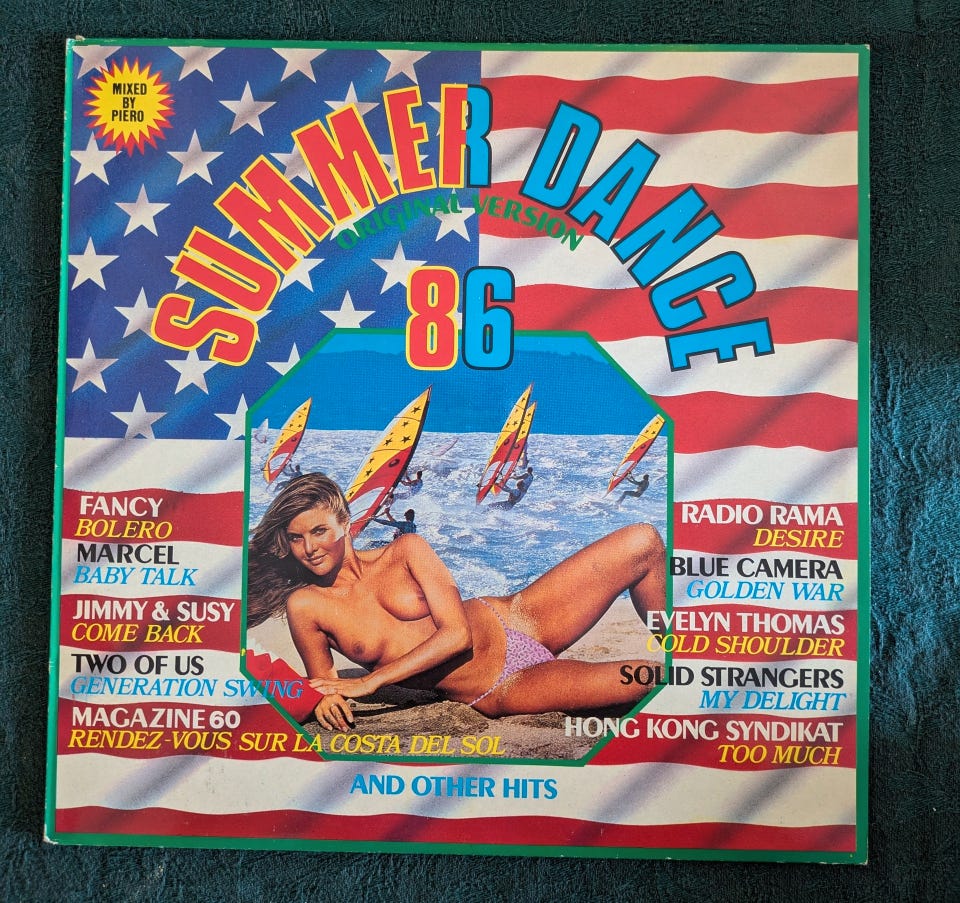 MIXED
BY
PIERO
SUMMER DANCE
ORIGINAL VERSION
86
FANCY
BOLERO
MARCEL
BABY TALK
JIMMY & SUSY
COME BACK
TWO OF US
GENERATION SWING
MAGAZINE 60
RENDEZ-VOUS SUR LA COSTA DEL SOL
RADIO RAMA
DESIRE
BLUE CAMERA
GOLDEN WAR
EVELYN THOMAS
COLD SHOULDER
SOLID STRANGERS
MY DELIGHT
HONG KONG SYNDIKAT
TOO MUCH
AND OTHER HITS